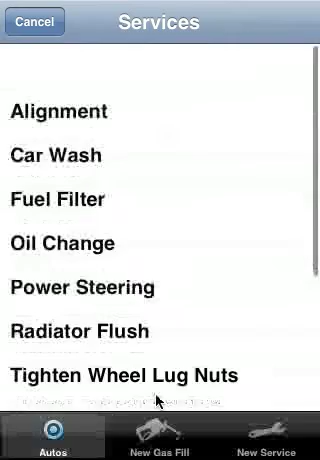 Cancel
Services
Alignment
Car Wash
Fuel Filter
Oil Change
Power Steering
Radiator Flush
Tighten Wheel Lug Nuts
Autos
New Gas Fill
New Service